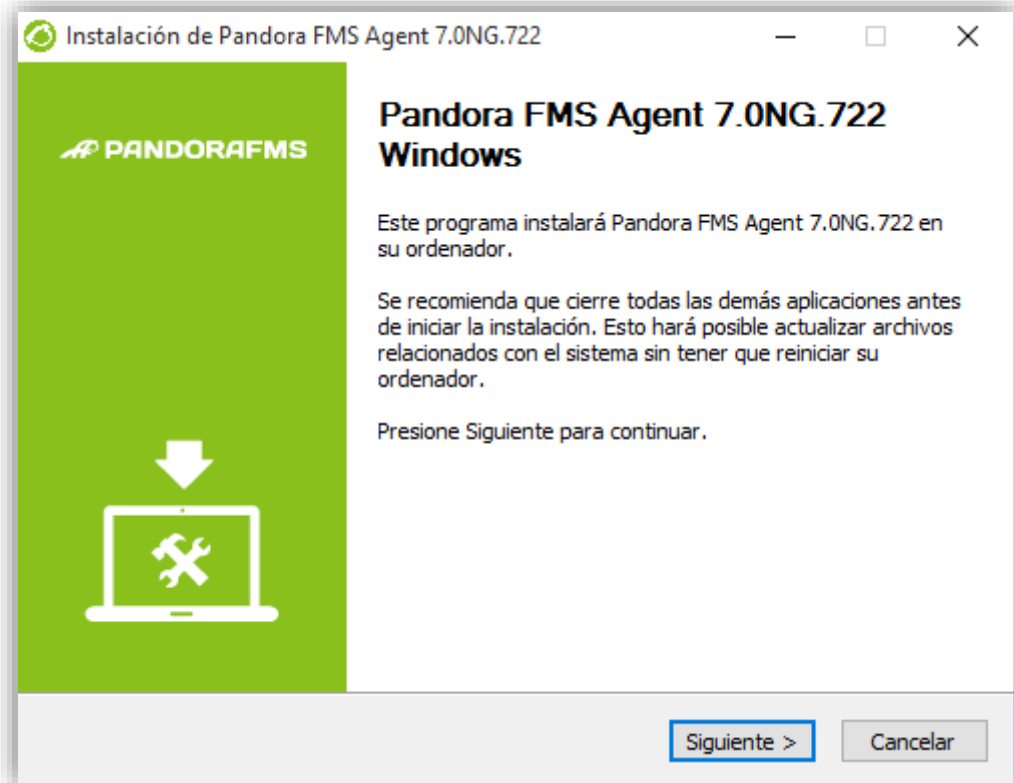 Instalación de Pandora FMS Agent 7.0NG.722
PANDORAFMS
Pandora FMS Agent 7.0NG.722
Windows
Este programa instalará Pandora FMS Agent 7.0NG.722 en
su ordenador.
Se recomienda que cierre todas las demás aplicaciones antes
de iniciar la instalación. Esto hará posible actualizar archivos
relacionados con el sistema sin tener que reiniciar su
ordenador.
Presione Siguiente para continuar.
Siguiente >
Cancelar